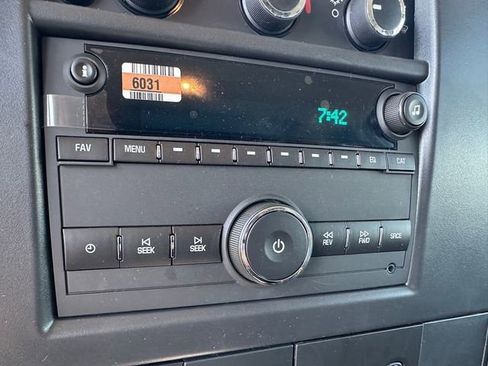 6031
7:42
FAV
MENU
EQ
CAT
SEEK
SEEK
REV
FWD
SRCE